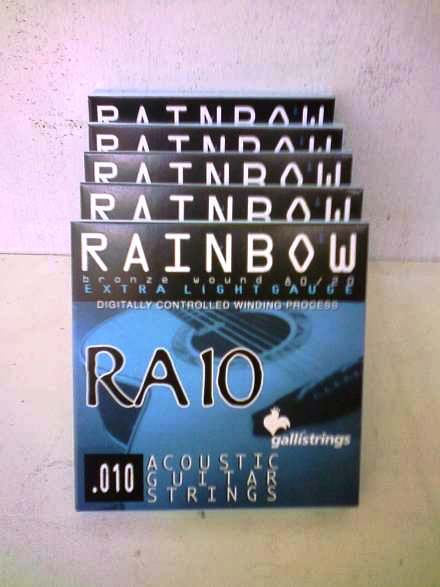 RAINBOW
RAINBOW
RAINBOW
RAINBOW
RAINBOW
bronze wound 80/20
EXTRA LIGHT GAUGE
DIGITALLY CONTROLLED WINDING PROCESS
RA10
gallistrings
.010
ACOUSTIC
GUITAR
STRINGS